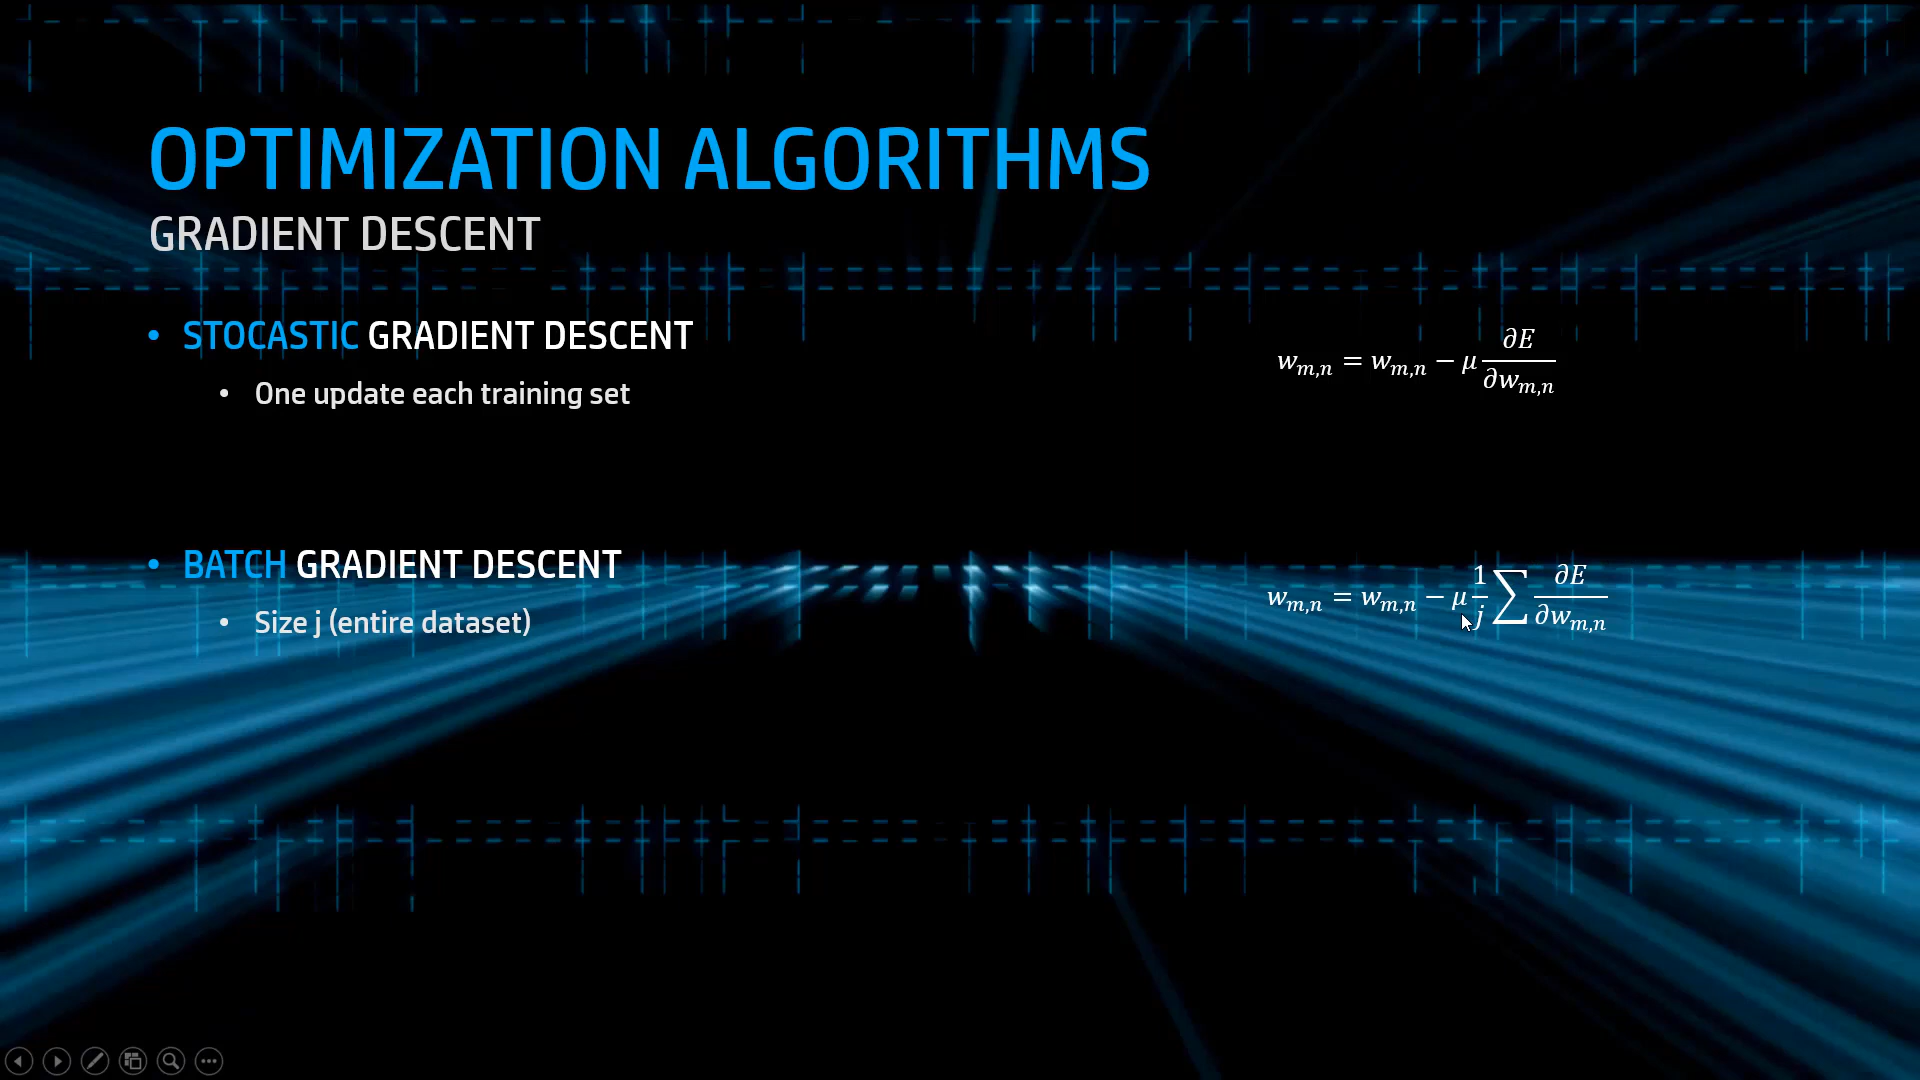 OPTIMIZATION ALGORITHMS
GRADIENT DESCENT
• STOCASTIC GRADIENT DESCENT
• One update each training set
w_{m,n} = w_{m,n} − μ ∂E/∂w_{m,n}
• BATCH GRADIENT DESCENT
• Size j (entire dataset)
w_{m,n} = w_{m,n} − μ 1/j ∑ ∂E/∂w_{m,n}